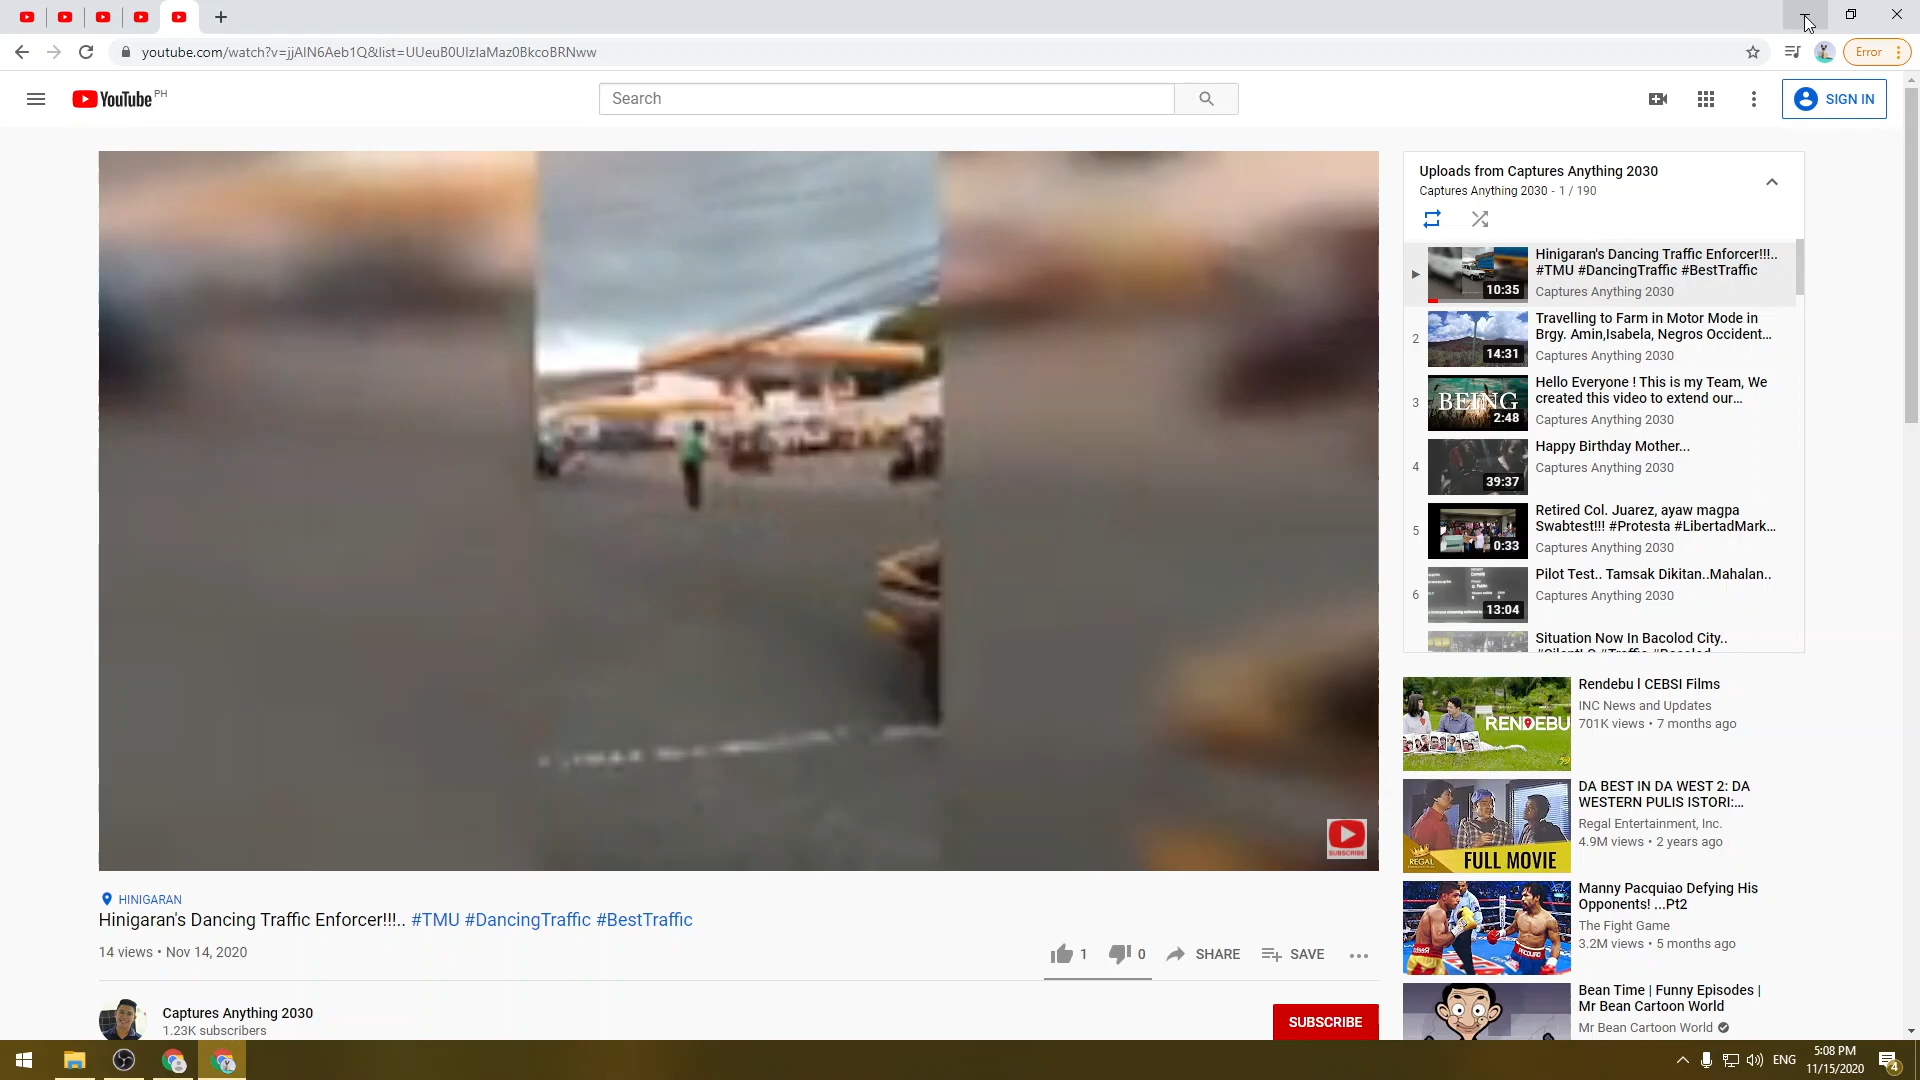 youtube.com/watch?v=jjAlN6Aeb1Q&list=UUeuB0UIzlaMaz0BkcoBRNww
Error
YouTube PH
Search
SIGN IN
Uploads from Captures Anything 2030
Captures Anything 2030 - 1 / 190
Hinigaran's Dancing Traffic Enforcer!!!..
#TMU #DancingTraffic #BestTraffic
10:35
Captures Anything 2030
2
Travelling to Farm in Motor Mode in
Brgy. Amin,Isabela, Negros Occident...
14:31
Captures Anything 2030
3
BEING
2:48
Hello Everyone ! This is my Team, We
created this video to extend our...
Captures Anything 2030
4
39:37
Happy Birthday Mother...
Captures Anything 2030
5
0:33
Retired Col. Juarez, ayaw magpa
Swabtest!!! #Protesta #LibertadMark...
Captures Anything 2030
6
13:04
Pilot Test.. Tamsak Dikitan..Mahalan..
Captures Anything 2030
Situation Now In Bacolod City..
SUBSCRIBE
HINIGARAN
Hinigaran's Dancing Traffic Enforcer!!!.. #TMU #DancingTraffic #BestTraffic
14 views • Nov 14, 2020
1
0
SHARE
SAVE
Captures Anything 2030
1.23K subscribers
SUBSCRIBE
RENDEBU
Rendebu l CEBSI Films
INC News and Updates
701K views • 7 months ago
REGAL
FULL MOVIE
DA BEST IN DA WEST 2: DA
WESTERN PULIS ISTORI:...
Regal Entertainment, Inc.
4.9M views • 2 years ago
Manny Pacquiao Defying His
Opponents! ...Pt2
The Fight Game
3.2M views • 5 months ago
Bean Time | Funny Episodes |
Mr Bean Cartoon World
Mr Bean Cartoon World
ENG
5:08 PM
11/15/2020
4